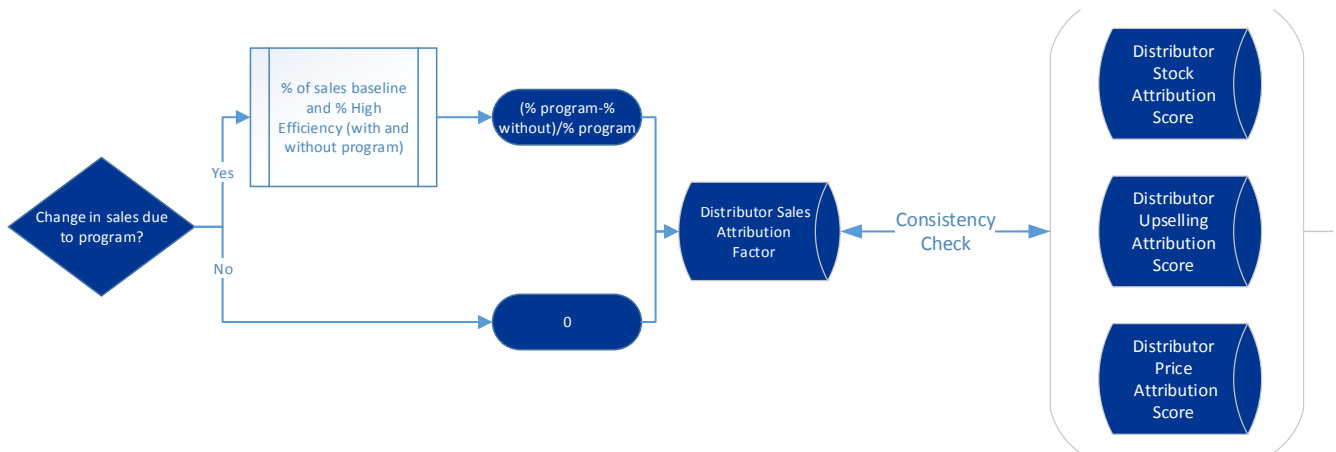 Change in sales due
to program?
Yes
No
% of sales baseline
and % High
Efficiency (with and
without program)
(% program-%
without)/% program
0
Distributor Sales
Attribution
Factor
Consistency
Check
Distributor
Stock
Attribution
Score
Distributor
Upselling
Attribution
Score
Distributor
Price
Attribution
Score